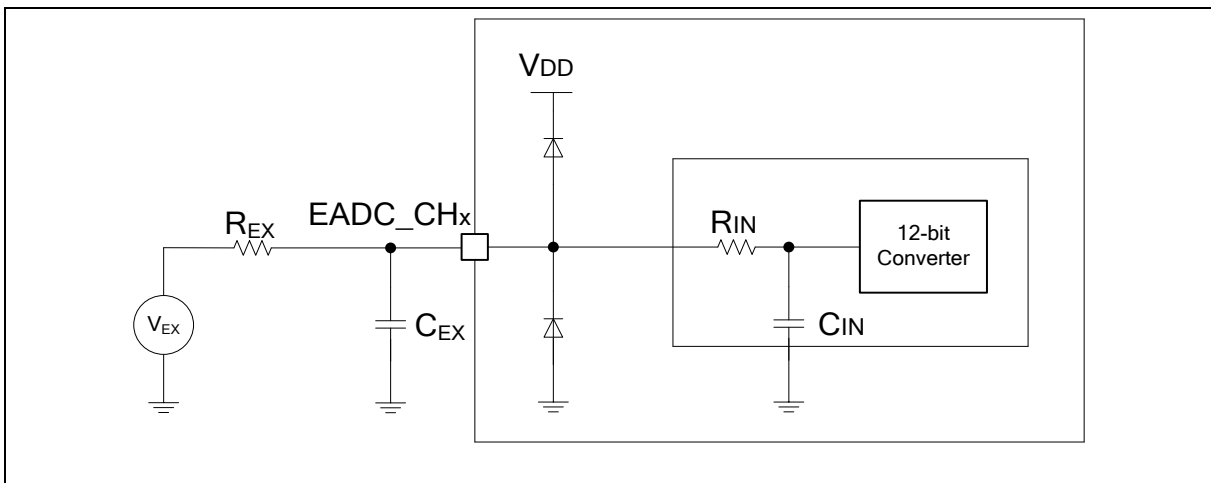 VDD
EADC_CHx
REX
RIN
12-bit
Converter
VEX
CEX
CIN